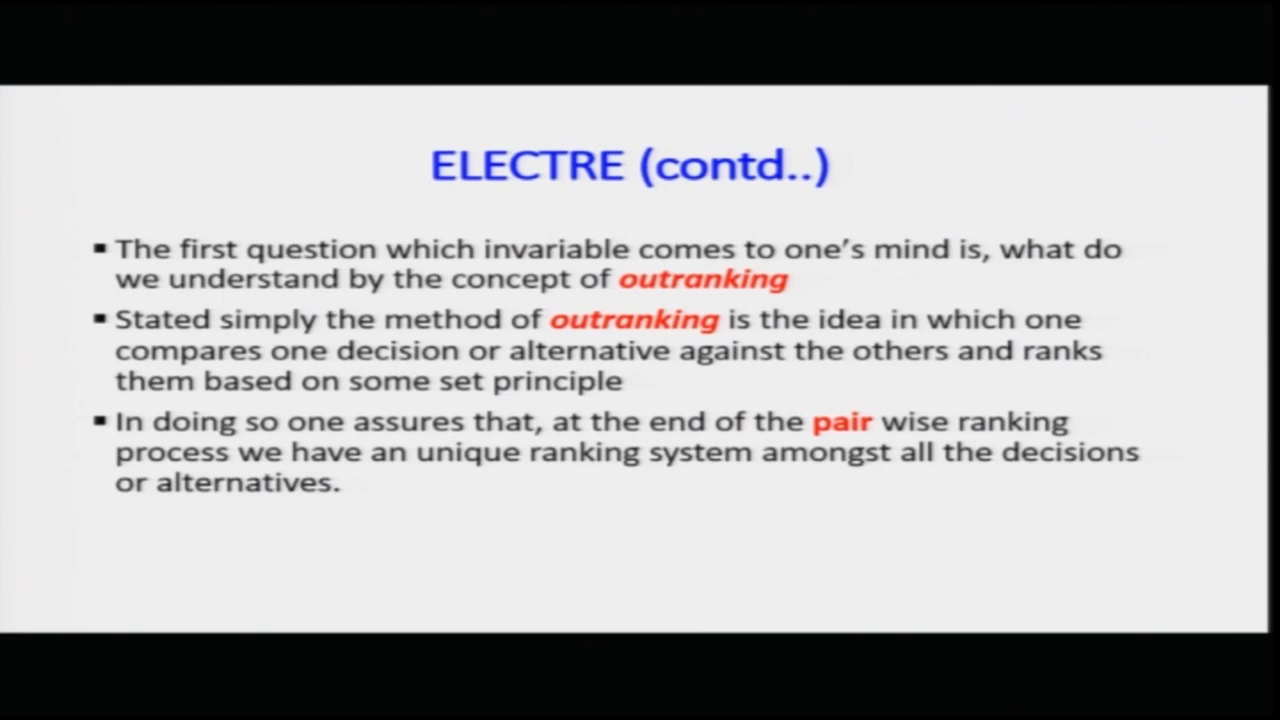 ELECTRE (contd..)
▪ The first question which invariable comes to one's mind is, what do
we understand by the concept of outranking
▪ Stated simply the method of outranking is the idea in which one
compares one decision or alternative against the others and ranks
them based on some set principle
▪ In doing so one assures that, at the end of the pair wise ranking
process we have an unique ranking system amongst all the decisions
or alternatives.